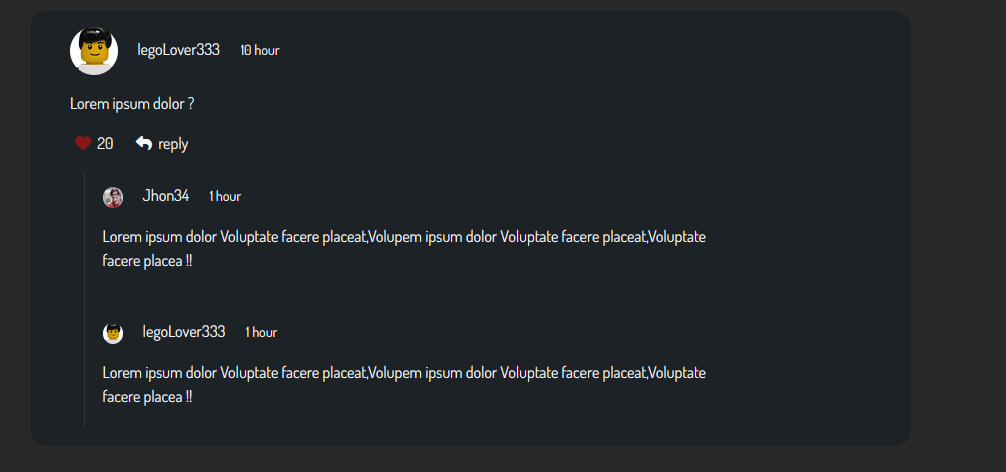 legoLover333 10 hour
Lorem ipsum dolor ?
20 reply
Jhon34 1 hour
Lorem ipsum dolor Voluptate facere placeat,Volupem ipsum dolor Voluptate facere placeat,Voluptate
facere placea !!
legoLover333 1 hour
Lorem ipsum dolor Voluptate facere placeat,Volupem ipsum dolor Voluptate facere placeat,Voluptate
facere placea !!